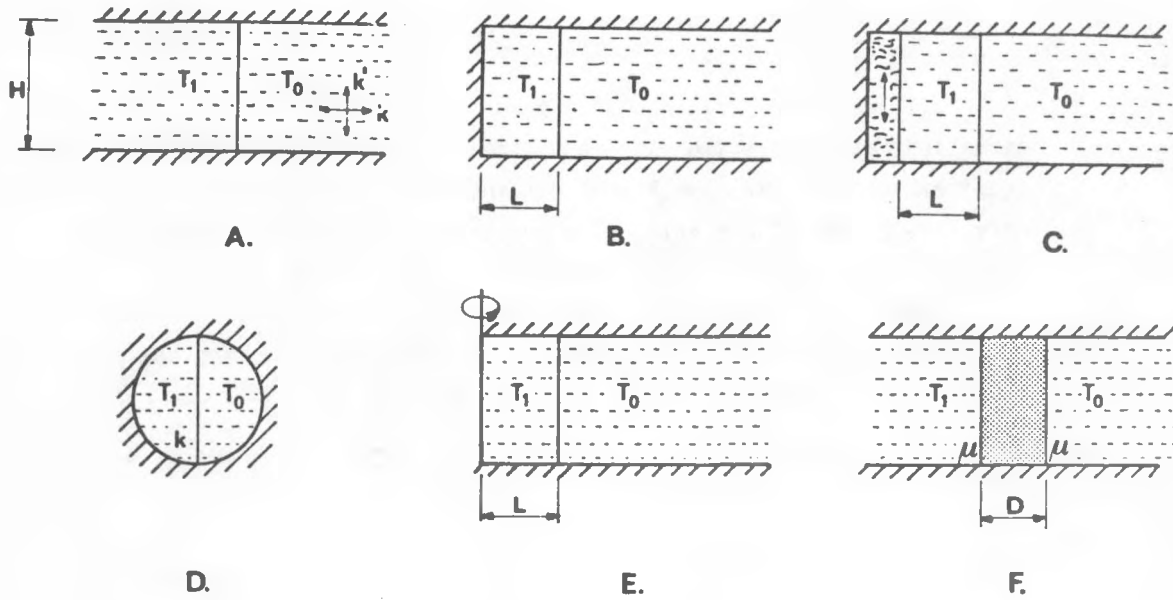 H
T₁
T₀
k'
k
A.
T₁
T₀
L
B.
T₁
T₀
L
C.
T₁
T₀
k
D.
T₁
T₀
L
E.
T₁
T₀
μ
μ
D
F.